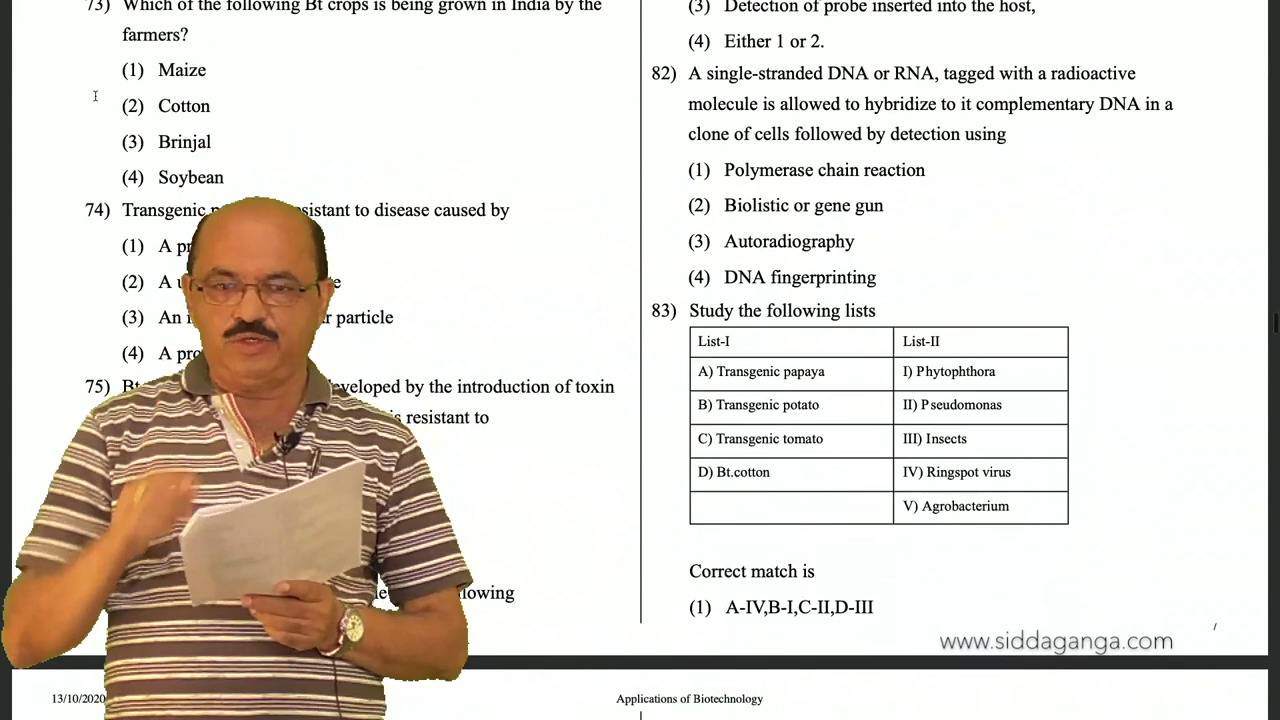 73) Which of the following Bt crops is being grown in India by the
farmers?
(1) Maize
(2) Cotton
(3) Brinjal
(4) Soybean
74) Transgenic sistant to disease caused by
(1) A
(2) A
(3) An particle
(4) A
75) Bt veloped by the introduction of toxin
is resistant to
lowing
(3) Detection of probe inserted into the host,
(4) Either 1 or 2.
82) A single-stranded DNA or RNA, tagged with a radioactive
molecule is allowed to hybridize to it complementary DNA in a
clone of cells followed by detection using
(1) Polymerase chain reaction
(2) Biolistic or gene gun
(3) Autoradiography
(4) DNA fingerprinting
83) Study the following lists
List-I List-II
A) Transgenic papaya I) Phytophthora
B) Transgenic potato II) Pseudomonas
C) Transgenic tomato III) Insects
D) Bt.cotton IV) Ringspot virus
V) Agrobacterium
Correct match is
(1) A-IV,B-I,C-II,D-III
www.siddaganga.com
13/10/2020 Applications of Biotechnology